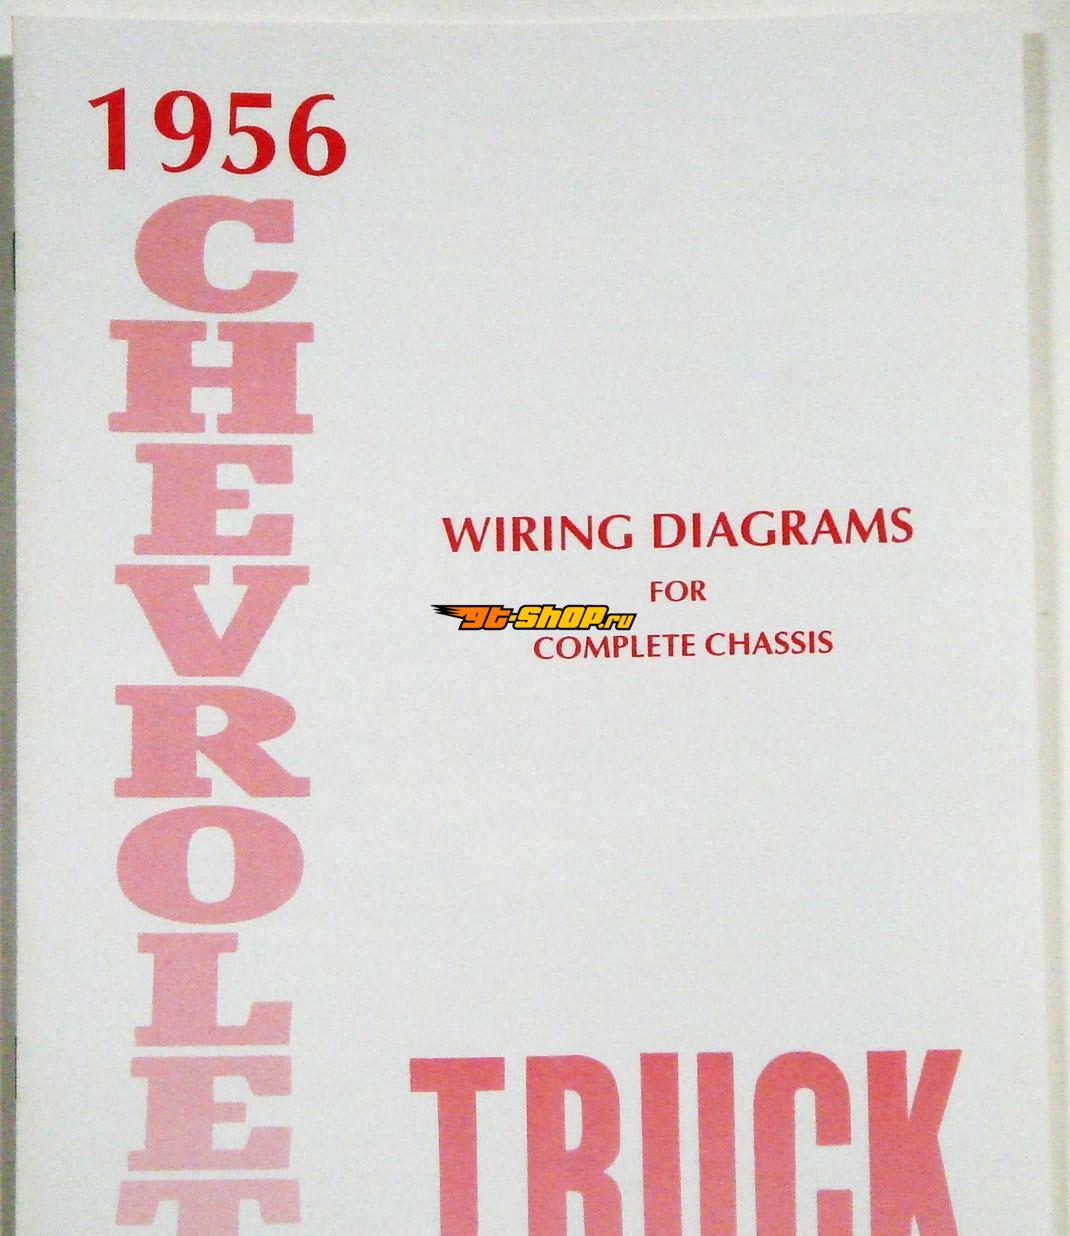 1956
CHEVROLET
WIRING DIAGRAMS
FOR
gt-shop.ru
COMPLETE CHASSIS
TRUCK